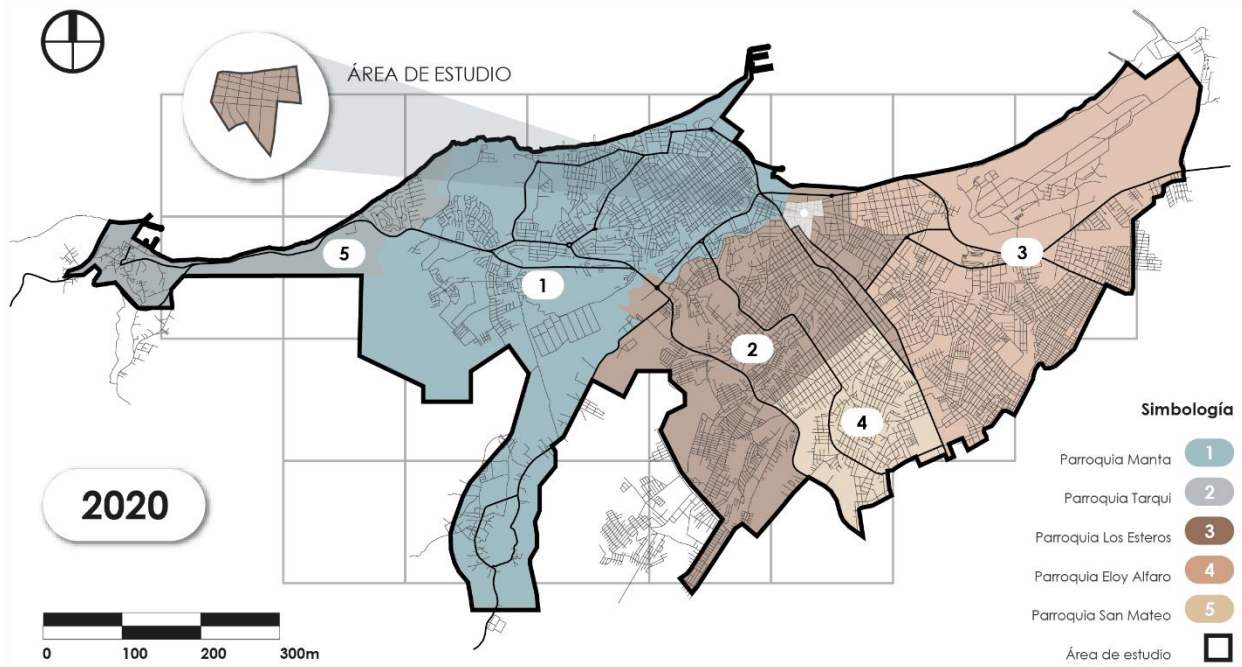 ÁREA DE ESTUDIO
5
1
2
3
4
2020
0 100 200 300m
Simbología
Parroquia Manta 1
Parroquia Tarqui 2
Parroquia Los Esteros 3
Parroquia Eloy Alfaro 4
Parroquia San Mateo 5
Área de estudio